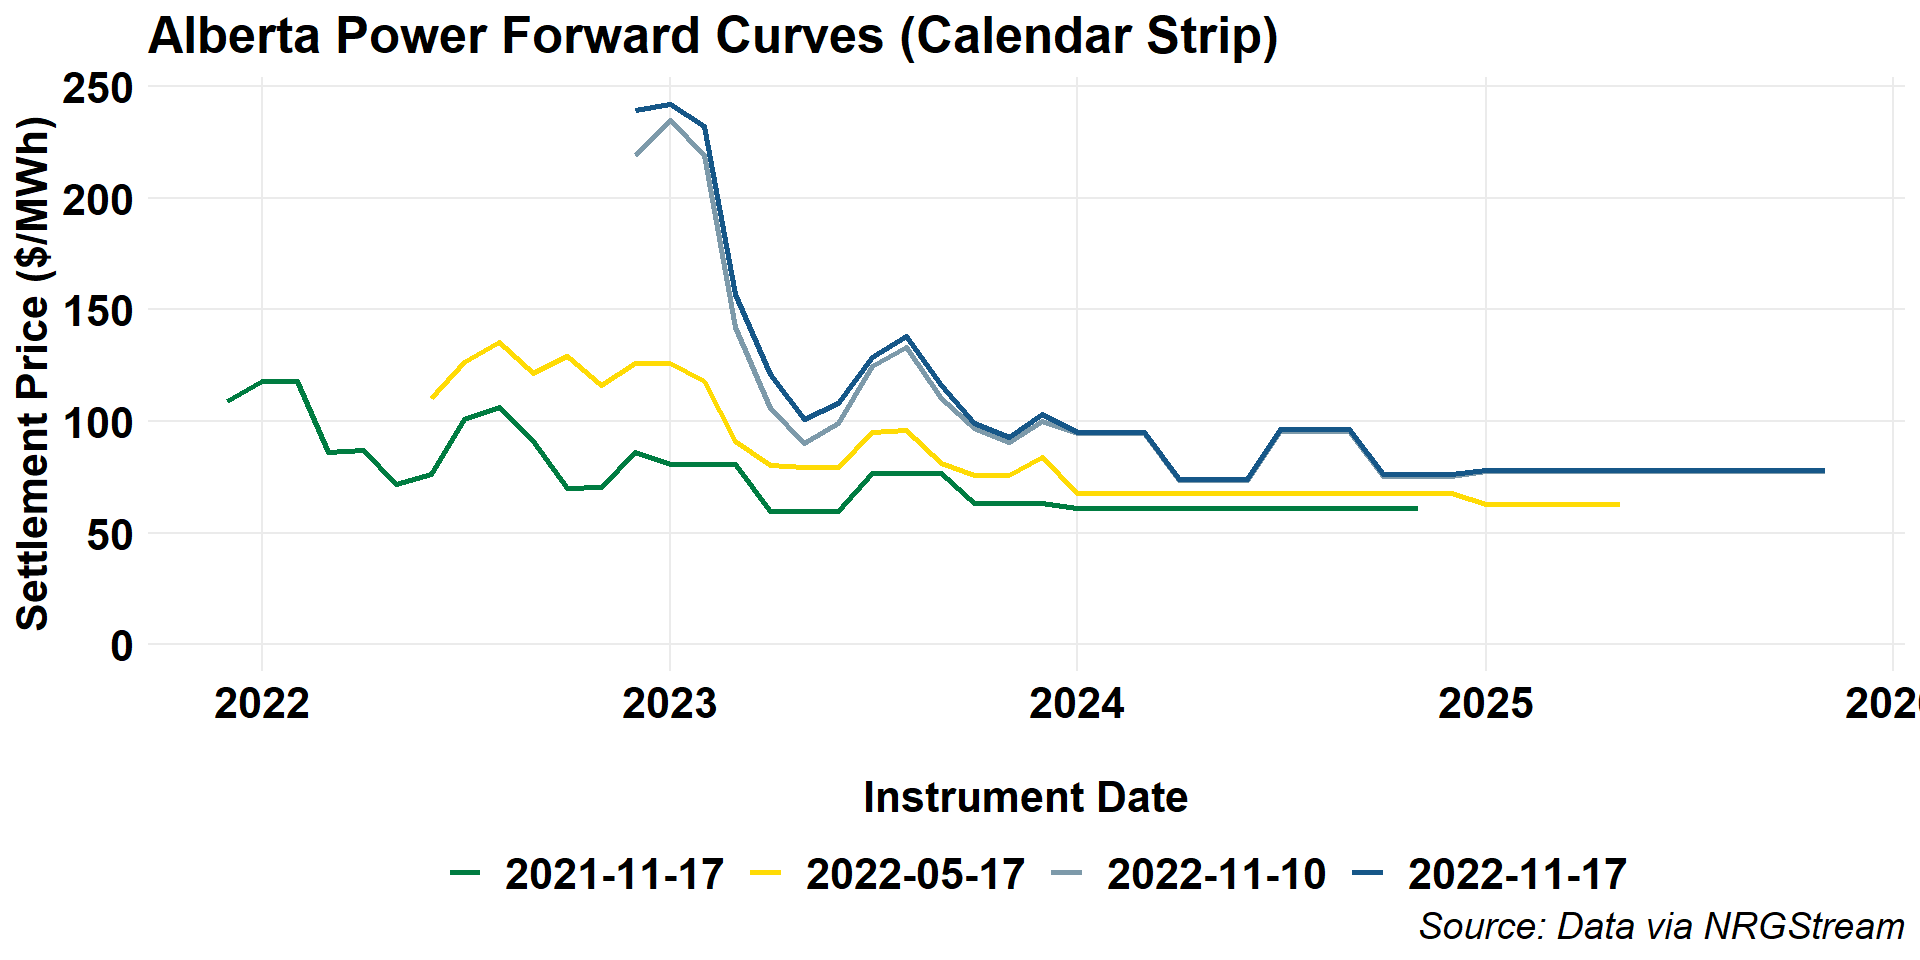 Alberta Power Forward Curves (Calendar Strip)
Settlement Price ($/MWh)
250
200
150
100
50
0
2022 2023 2024 2025
Instrument Date
2021-11-17 2022-05-17 2022-11-10 2022-11-17
Source: Data via NRGStream